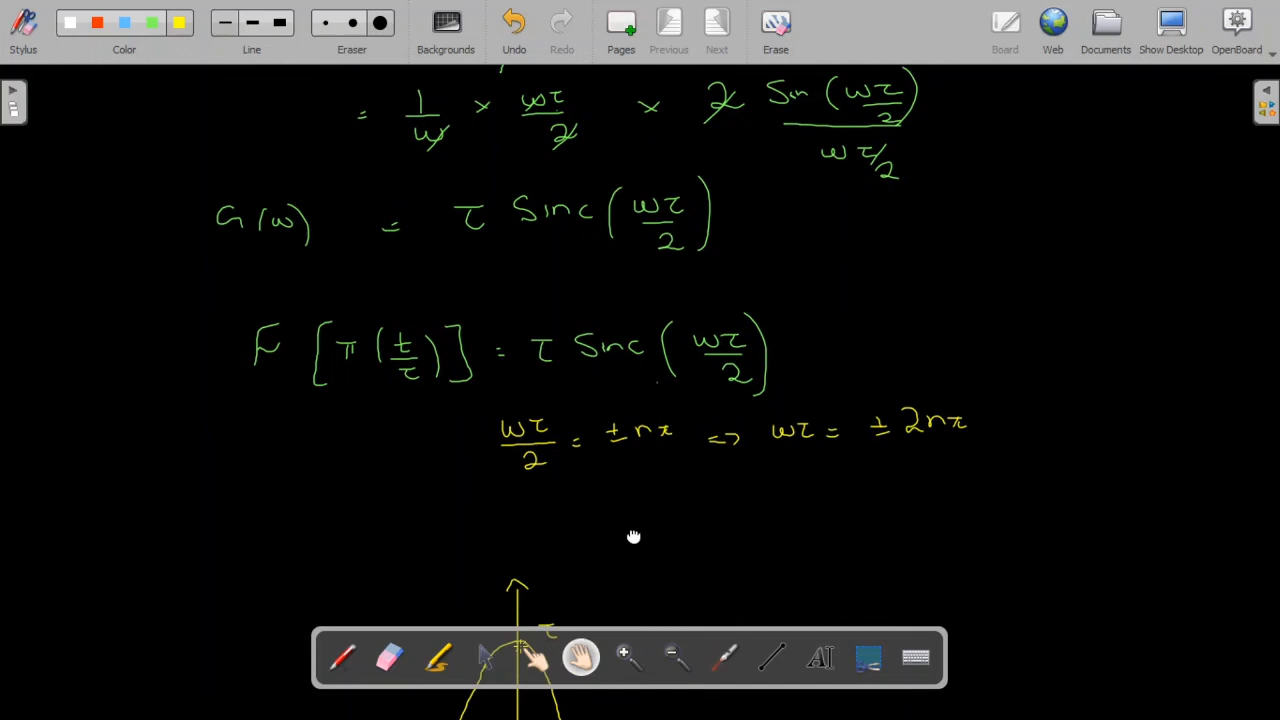 Stylus Color Line Eraser Backgrounds Undo Redo Pages Previous Next Erase Board Web Documents Show Desktop OpenBoard
= 1/ω × ωτ/2 × 2 Sin (ωτ/2) / ωτ/2
G(ω) = τ Sinc (ωτ/2)
F [π (t/τ)] = τ Sinc (ωτ/2)
ωτ/2 = ±nπ => ωτ = ±2nπ
τ